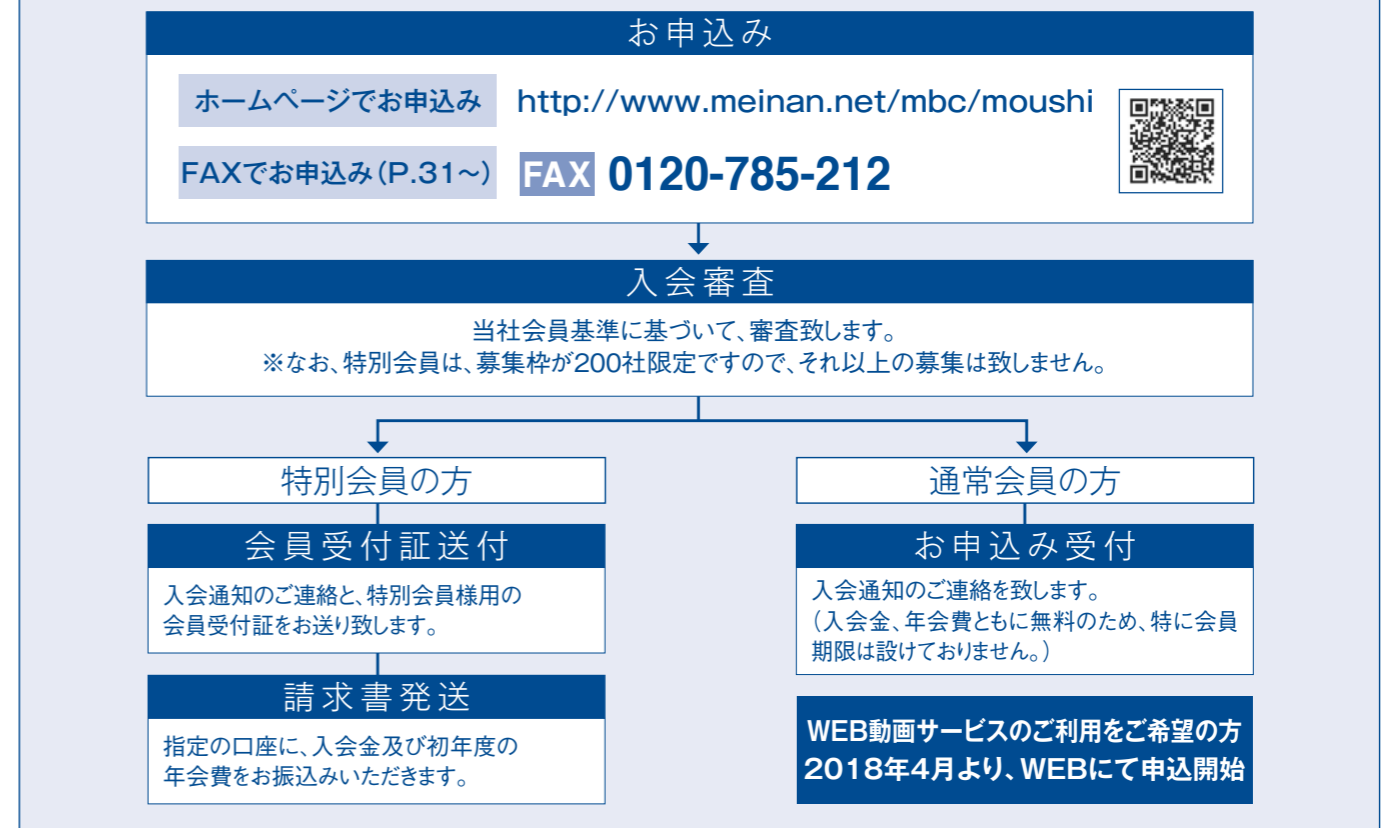 お申込み
ホームページでお申込み http://www.meinan.net/mbc/moushi
FAXでお申込み(P.31〜) FAX 0120-785-212
入会審査
当社会員基準に基づいて、審査致します。
※なお、特別会員は、募集枠が200社限定ですので、それ以上の募集は致しません。
特別会員の方
会員受付証送付
入会通知のご連絡と、特別会員様用の
会員受付証をお送り致します。
請求書発送
指定の口座に、入会金及び初年度の
年会費をお振込みいただきます。
通常会員の方
お申込み受付
入会通知のご連絡を致します。
(入会金、年会費ともに無料のため、特に会員
期限は設けておりません。)
WEB動画サービスのご利用をご希望の方
2018年4月より、WEBにて申込開始